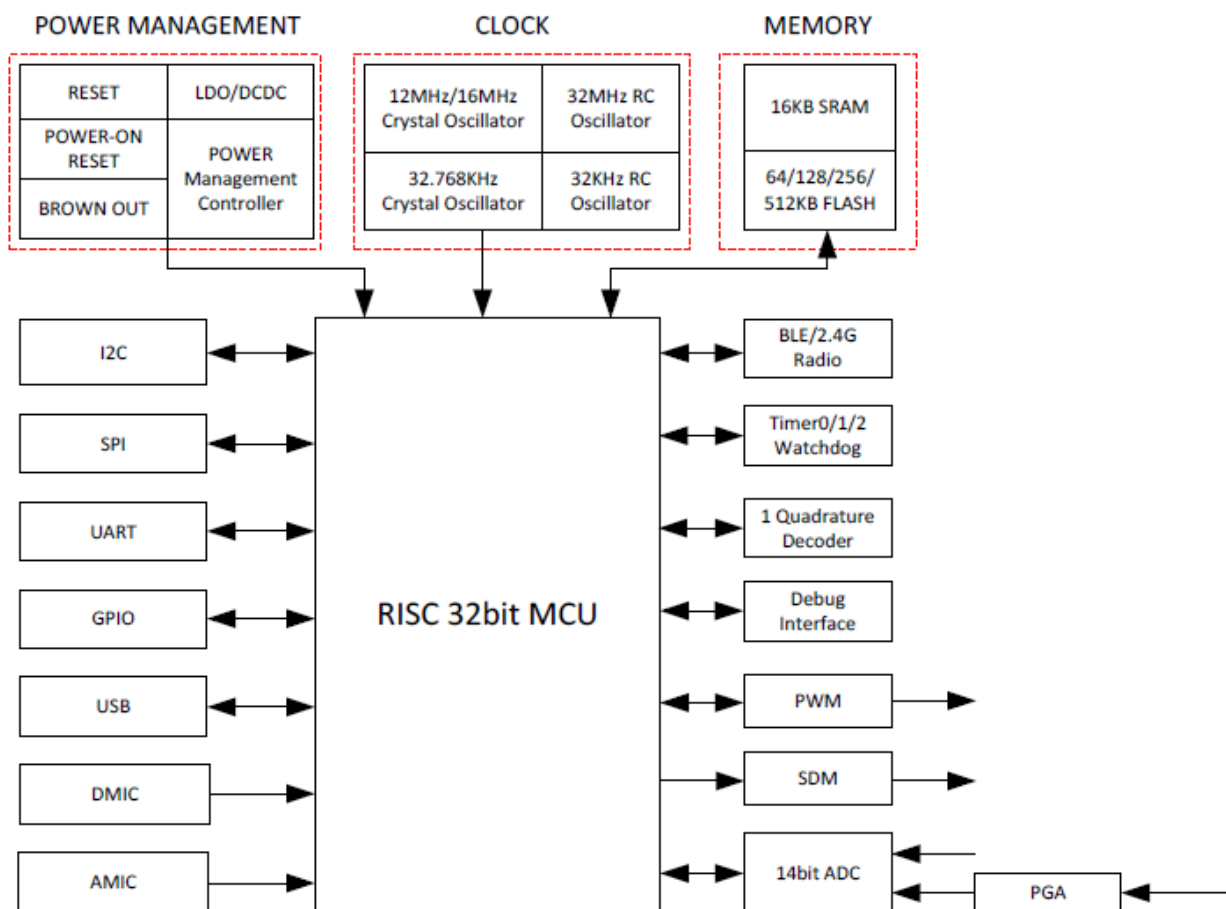 POWER MANAGEMENT
CLOCK
MEMORY
RESET
LDO/DCDC
POWER-ON
RESET
POWER
Management
Controller
BROWN OUT
12MHz/16MHz
Crystal Oscillator
32MHz RC
Oscillator
32.768KHz
Crystal Oscillator
32KHz RC
Oscillator
16KB SRAM
64/128/256/
512KB FLASH
I2C
SPI
UART
GPIO
USB
DMIC
AMIC
RISC 32bit MCU
BLE/2.4G
Radio
Timer0/1/2
Watchdog
1 Quadrature
Decoder
Debug
Interface
PWM
SDM
14bit ADC
PGA